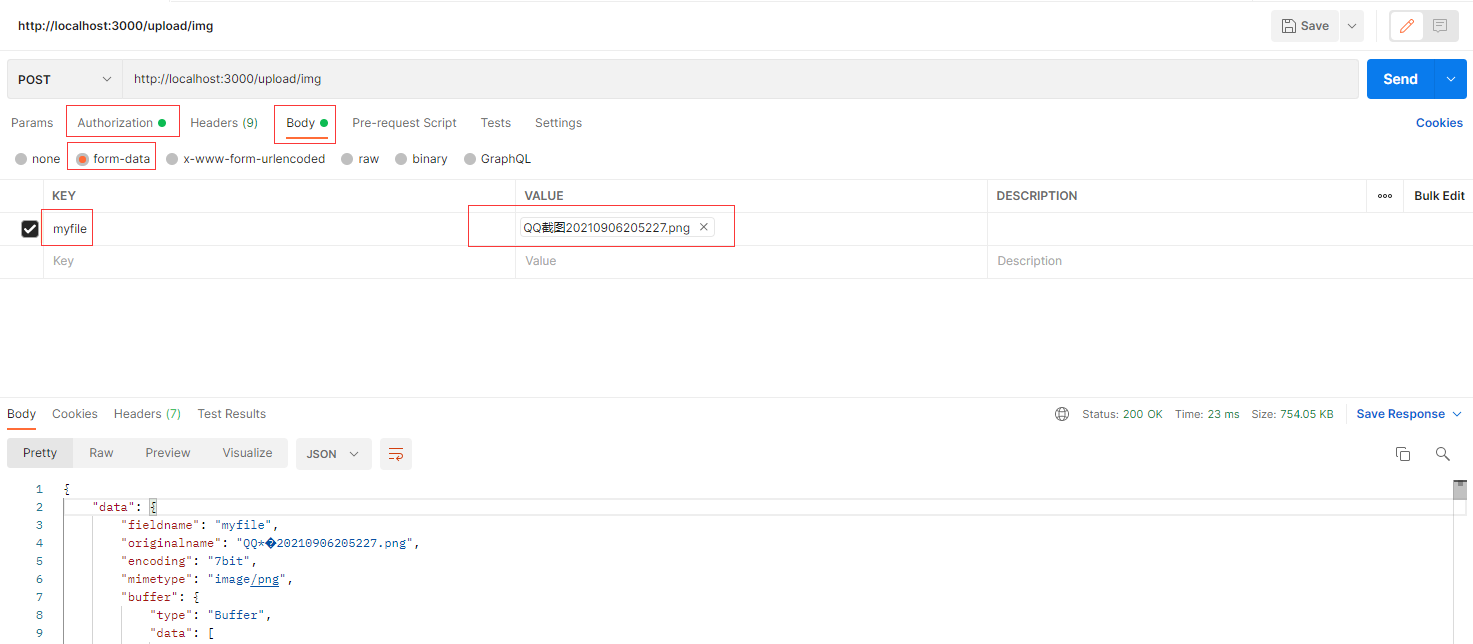 http://localhost:3000/upload/img
Save
POST
http://localhost:3000/upload/img
Send
Params
Authorization
Headers (9)
Body
Pre-request Script
Tests
Settings
Cookies
none
form-data
x-www-form-urlencoded
raw
binary
GraphQL
KEY
VALUE
DESCRIPTION
Bulk Edit
myfile
QQ截图20210906205227.png
Key
Value
Description
Body
Cookies
Headers (7)
Test Results
Status: 200 OK
Time: 23 ms
Size: 754.05 KB
Save Response
Pretty
Raw
Preview
Visualize
JSON
1 {
2 "data": {
3 "fieldname": "myfile",
4 "originalname": "QQ*�20210906205227.png",
5 "encoding": "7bit",
6 "mimetype": "image/png",
7 "buffer": {
8 "type": "Buffer",
9 "data": [